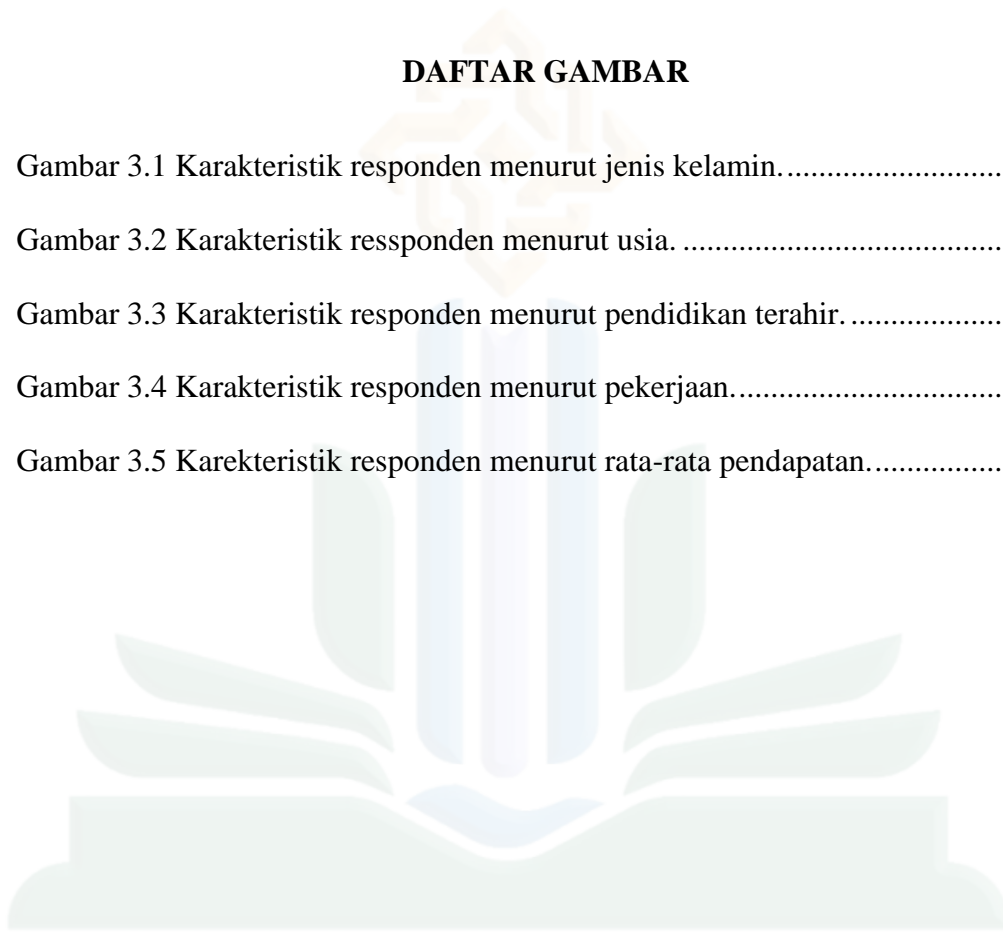 DAFTAR GAMBAR
Gambar 3.1 Karakteristik responden menurut jenis kelamin...........................
Gambar 3.2 Karakteristik ressponden menurut usia. ...................................
Gambar 3.3 Karakteristik responden menurut pendidikan terahir. .................
Gambar 3.4 Karakteristik responden menurut pekerjaan..............................
Gambar 3.5 Karekteristik responden menurut rata-rata pendapatan...............